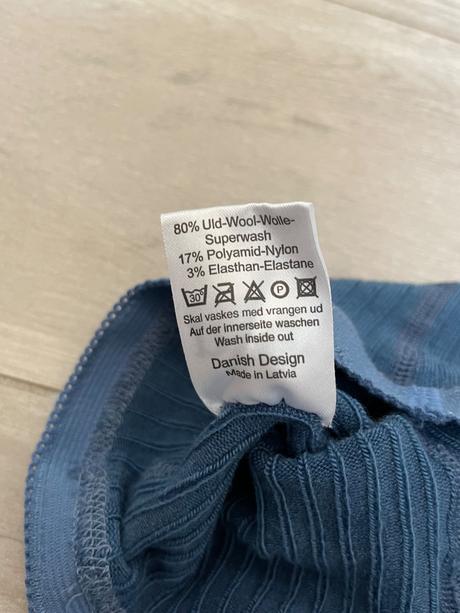 80% Uld-Wool-Wolle-
Superwash
17% Polyamid-Nylon
3% Elasthan-Elastane
30° P
Skal vaskes med vrangen ud
Auf der innerseite waschen
Wash inside out
Danish Design
Made in Latvia